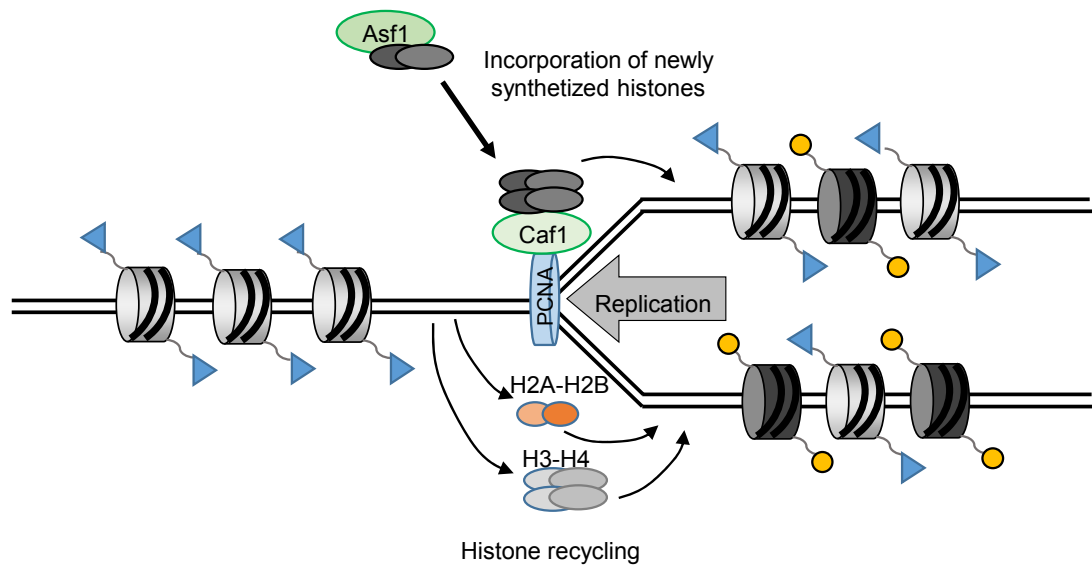 Asf1
Incorporation of newly
synthetized histones
Caf1
PCNA
Replication
H2A-H2B
H3-H4
Histone recycling